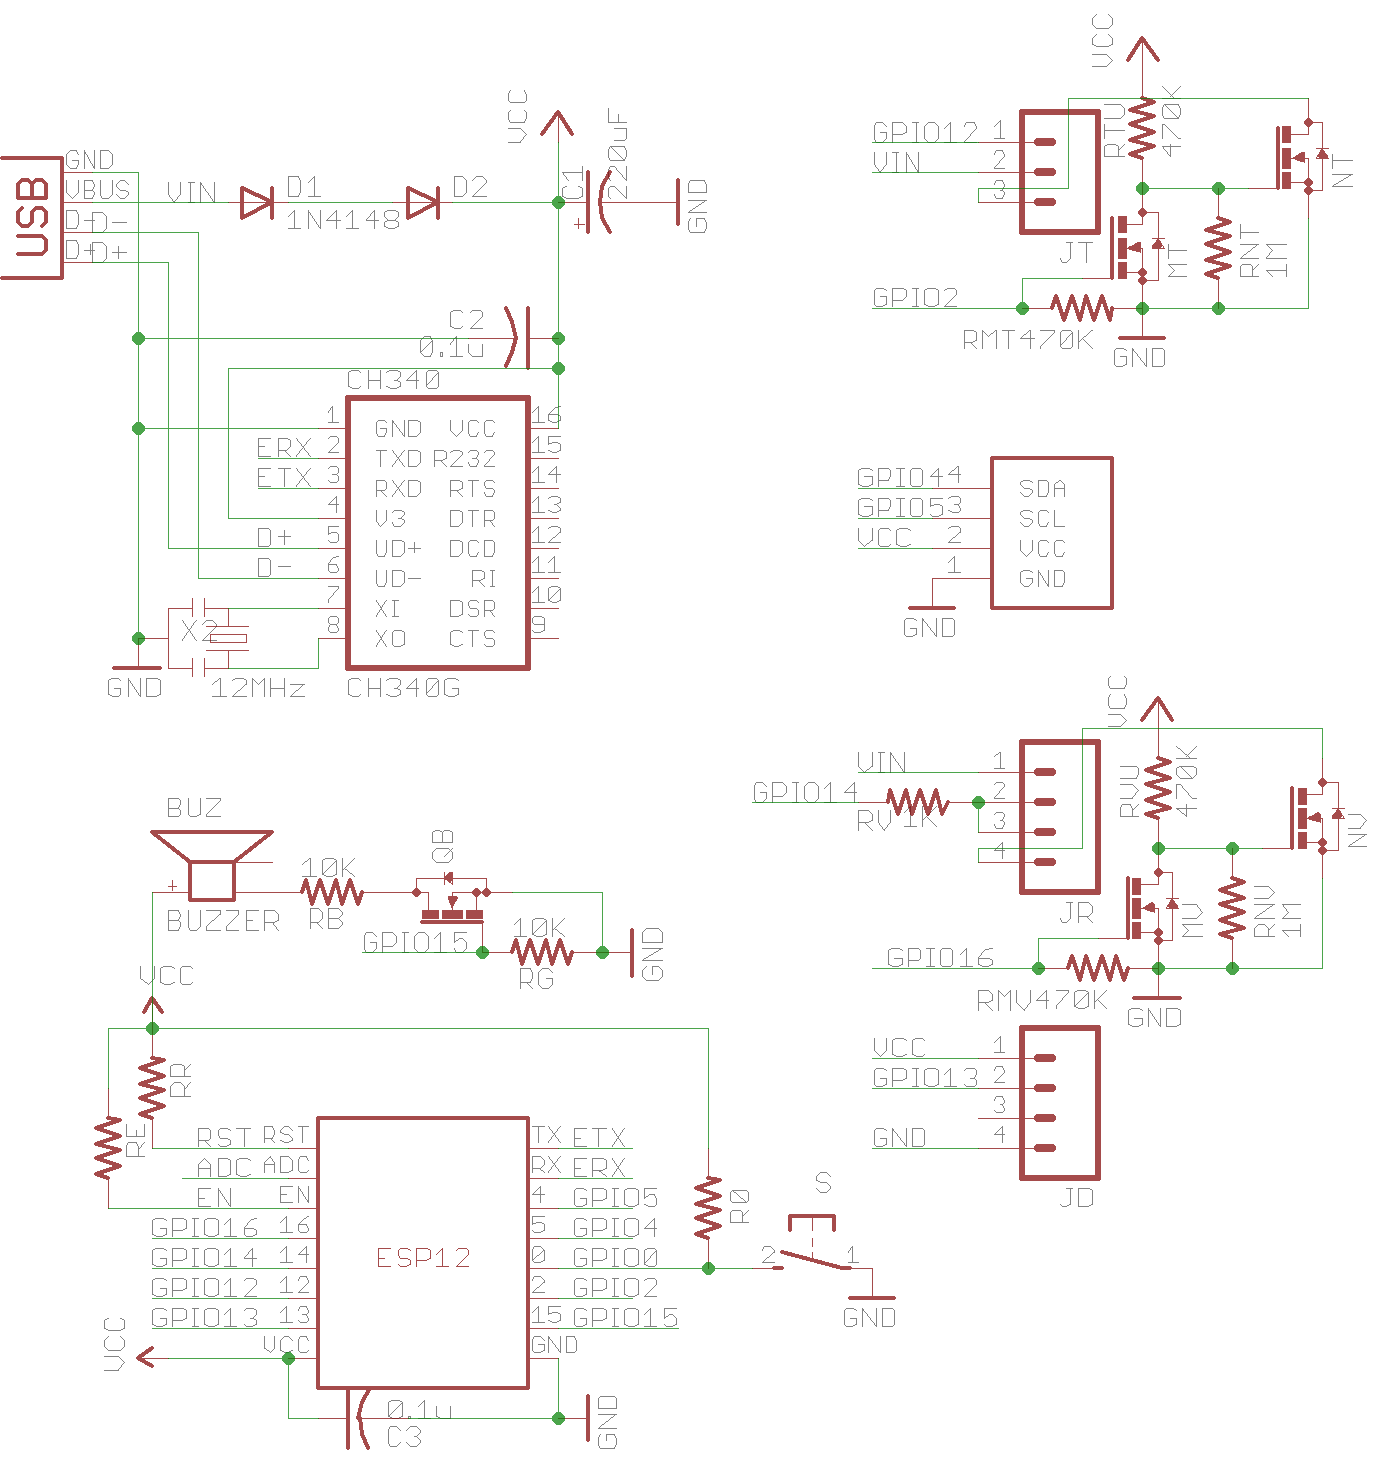 USB
GND
VBUS
D-
D-
D+
D+
VIN
D1
1N4148
D2
VCC
C1
220uF
+
GND
C2
0.1u
CH340
1
2
3
4
5
6
7
8
GND VCC
TXD R232
RXD RTS
V3 DTR
UD+ DCD
UD- RI
XI DSR
XO CTS
16
15
14
13
12
11
10
9
ERX
ETX
D+
D-
X2
GND
12MHz
CH340G
VCC
GPIO12
VIN
1
2
3
JT
RTU
470K
NT
MT
RNT
1M
GPIO2
RMT470K
GND
GPIO4 4
GPIO5 3
VCC 2
1
SDA
SCL
VCC
GND
GND
VCC
VIN
GPIO14
RV 1K
1
2
3
4
JR
RVU
470K
NV
MV
RNV
1M
GPIO16
RMV470K
GND
VCC
GPIO13
GND
1
2
3
4
JD
BUZ
+
BUZZER
10K
RB
QB
GPIO15
10K
RG
GND
VCC
RR
RE
RST RST
ADC ADC
EN EN
GPIO16 16
GPIO14 14
GPIO12 12
GPIO13 13
VCC
VCC
ESP12
TX ETX
RX ERX
4 GPIO5
5 GPIO4
0 GPIO0
2 GPIO2
15 GPIO15
GND
R0
S
2 1
GND
0.1u
C3
GND